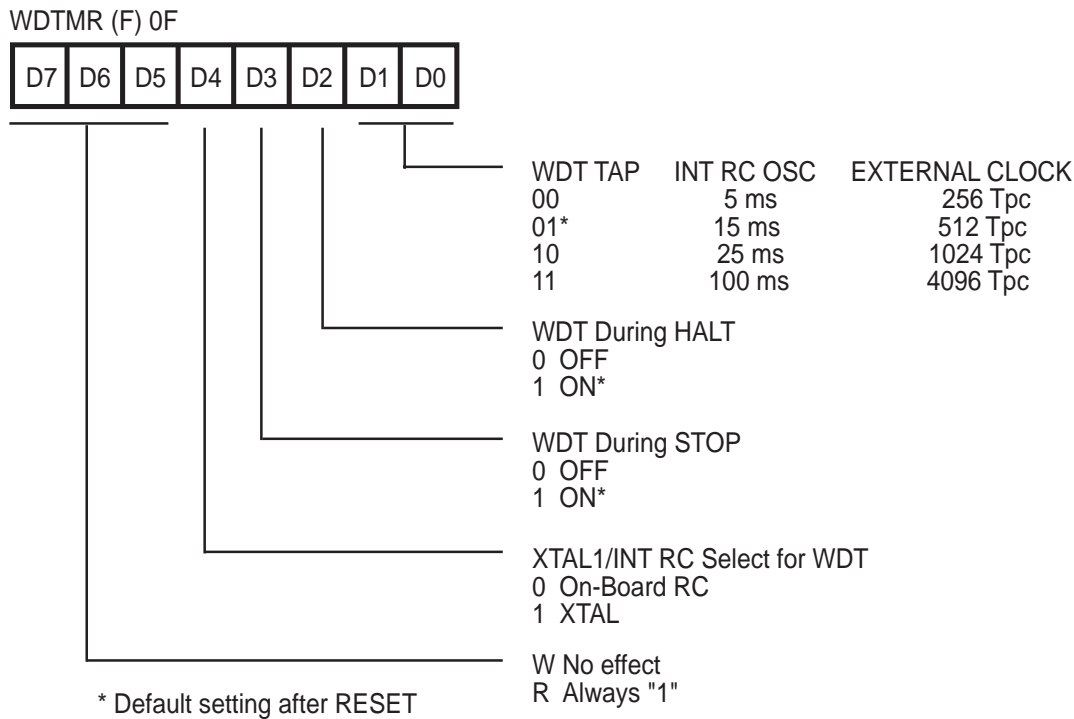 WDTMR (F) 0F
D7 D6 D5 D4 D3 D2 D1 D0
WDT TAP INT RC OSC EXTERNAL CLOCK
00 5 ms 256 Tpc
01* 15 ms 512 Tpc
10 25 ms 1024 Tpc
11 100 ms 4096 Tpc
WDT During HALT
0 OFF
1 ON*
WDT During STOP
0 OFF
1 ON*
XTAL1/INT RC Select for WDT
0 On-Board RC
1 XTAL
W No effect
R Always "1"
* Default setting after RESET